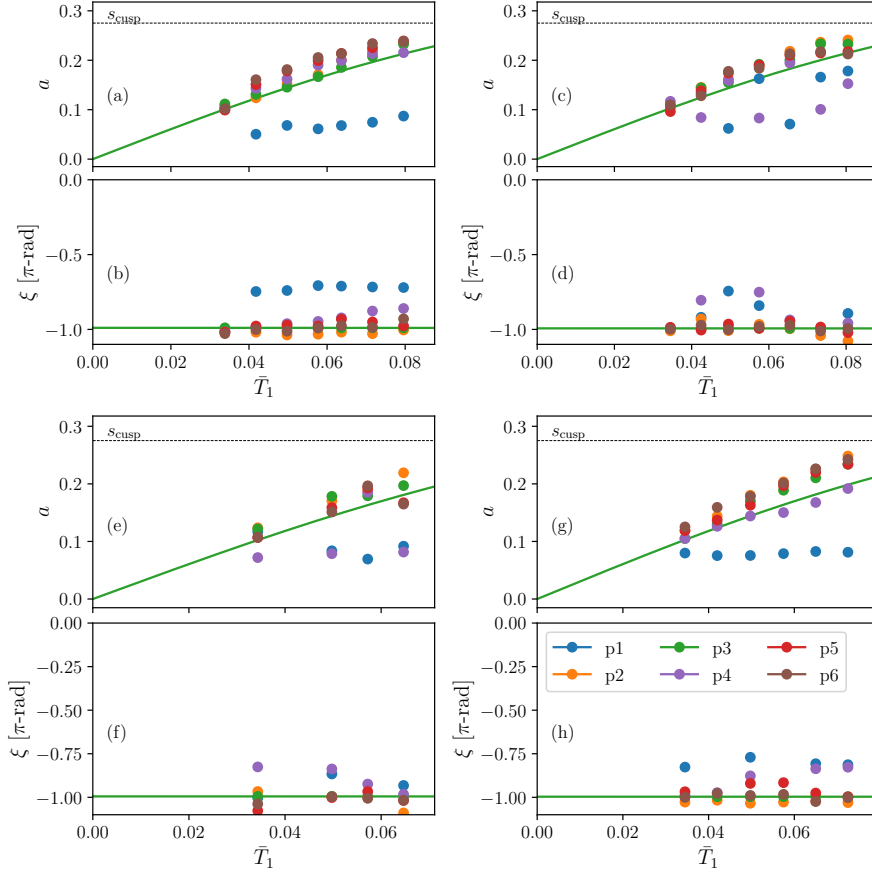 0.3
s_cusp
0.2
a
(a)
0.1
0.0
0.3
s_cusp
0.2
a
(c)
0.1
0.0
0.0
−0.5
ξ [π-rad]
(b)
−1.0
0.00 0.02 0.04 0.06 0.08
T̄₁
0.0
−0.5
ξ [π-rad]
(d)
−1.0
0.00 0.02 0.04 0.06 0.08
T̄₁
0.3
s_cusp
0.2
a
(e)
0.1
0.0
0.3
s_cusp
0.2
a
(g)
0.1
0.0
0.00
−0.25
−0.50
ξ [π-rad]
(f)
−0.75
−1.00
0.00 0.02 0.04 0.06
T̄₁
0.00
p1 p3 p5
−0.25
p2 p4 p6
−0.50
ξ [π-rad]
(h)
−0.75
−1.00
0.00 0.02 0.04 0.06
T̄₁